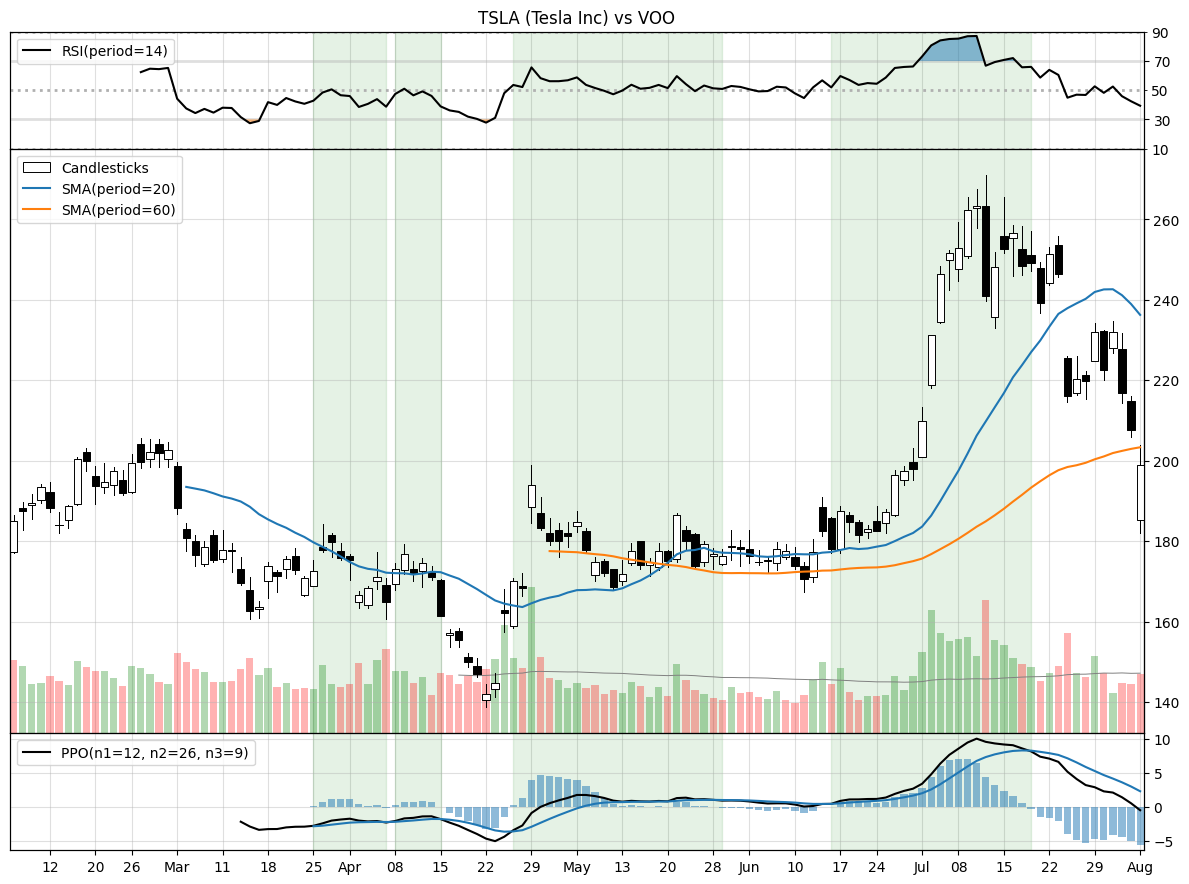 TSLA (Tesla Inc) vs VOO
RSI(period=14)
90
70
50
30
10
Candlesticks
SMA(period=20)
SMA(period=60)
260
240
220
200
180
160
140
PPO(n1=12, n2=26, n3=9)
10
5
0
−5
12 20 26 Mar 11 18 25 Apr 08 15 22 29 May 13 20 28 Jun 10 17 24 Jul 08 15 22 29 Aug